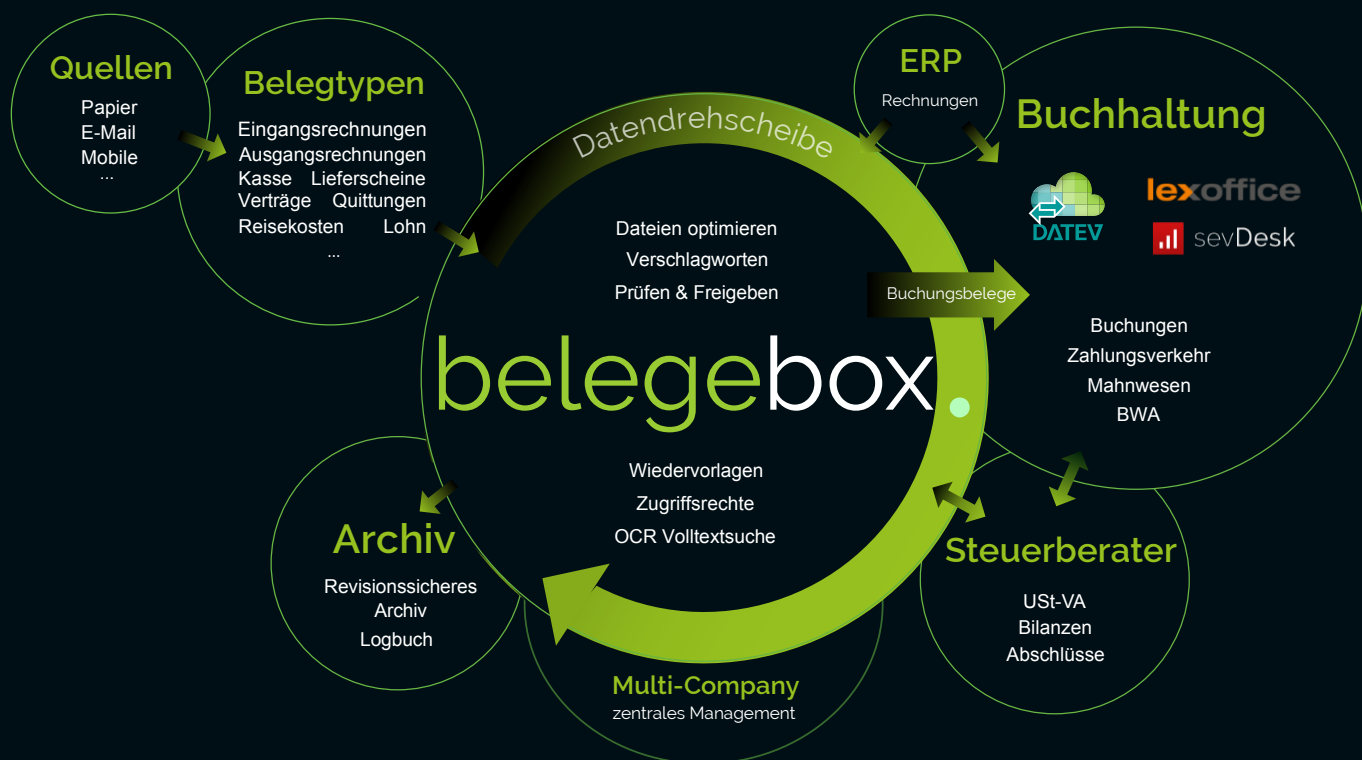 Quellen
Papier
E-Mail
Mobile
...
Belegtypen
Eingangsrechnungen
Ausgangsrechnungen
Kasse Lieferscheine
Verträge Quittungen
Reisekosten Lohn
...
Datendrehscheibe
Dateien optimieren
Verschlagworten
Prüfen & Freigeben
belegebox
Wiedervorlagen
Zugriffsrechte
OCR Volltextsuche
ERP
Rechnungen
Buchhaltung
DATEV
lexoffice
sevDesk
Buchungsbelege
Buchungen
Zahlungsverkehr
Mahnwesen
BWA
Archiv
Revisionssicheres
Archiv
Logbuch
Multi-Company
zentrales Management
Steuerberater
USt-VA
Bilanzen
Abschlüsse